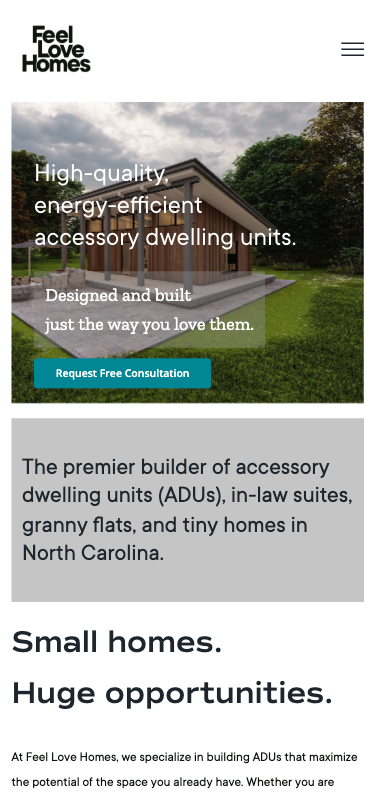 Feel
Love
Homes
High-quality,
energy-efficient
accessory dwelling units.
Designed and built
just the way you love them.
Request Free Consultation
The premier builder of accessory
dwelling units (ADUs), in-law suites,
granny flats, and tiny homes in
North Carolina.
Small homes.
Huge opportunities.
At Feel Love Homes, we specialize in building ADUs that maximize
the potential of the space you already have. Whether you are